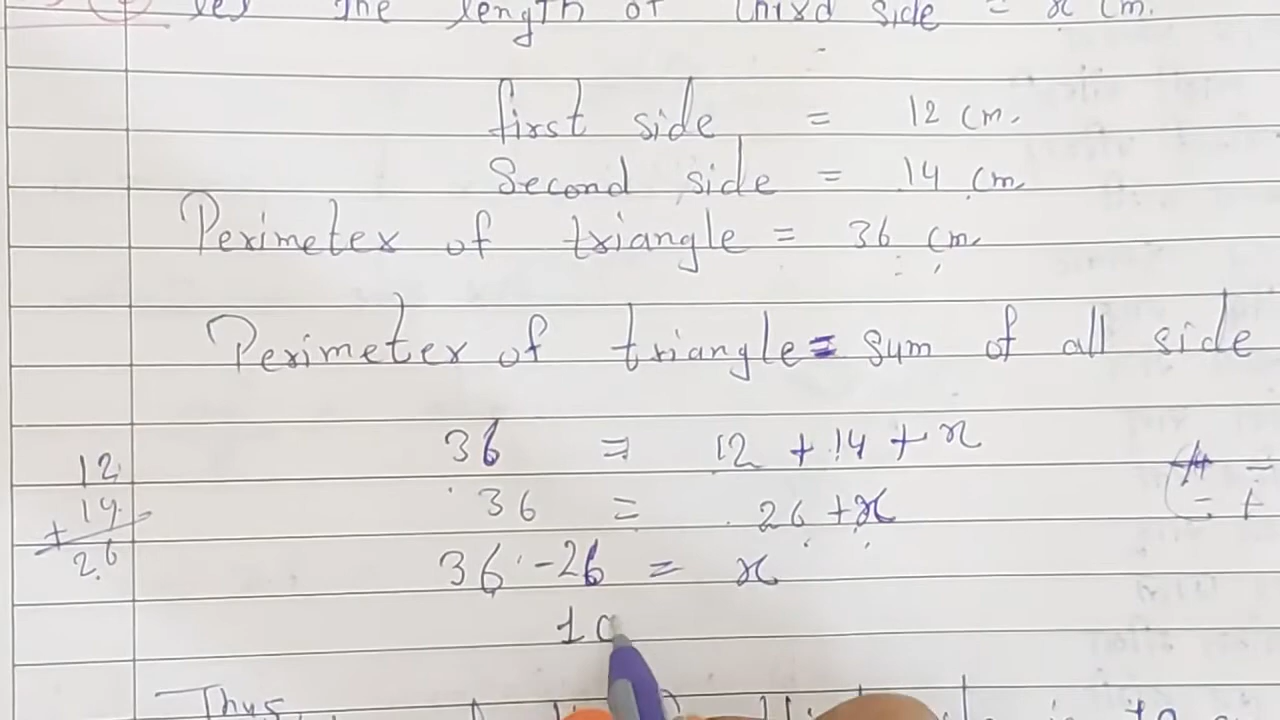 let the length of third side = x cm.
first side = 12 cm.
Second side = 14 cm
Perimeter of triangle = 36 cm
Perimeter of triangle = sum of all side
36 = 12 + 14 + x
12
36 = 26 + x
+ 14
36 - 26 = x
26
10
Thus,